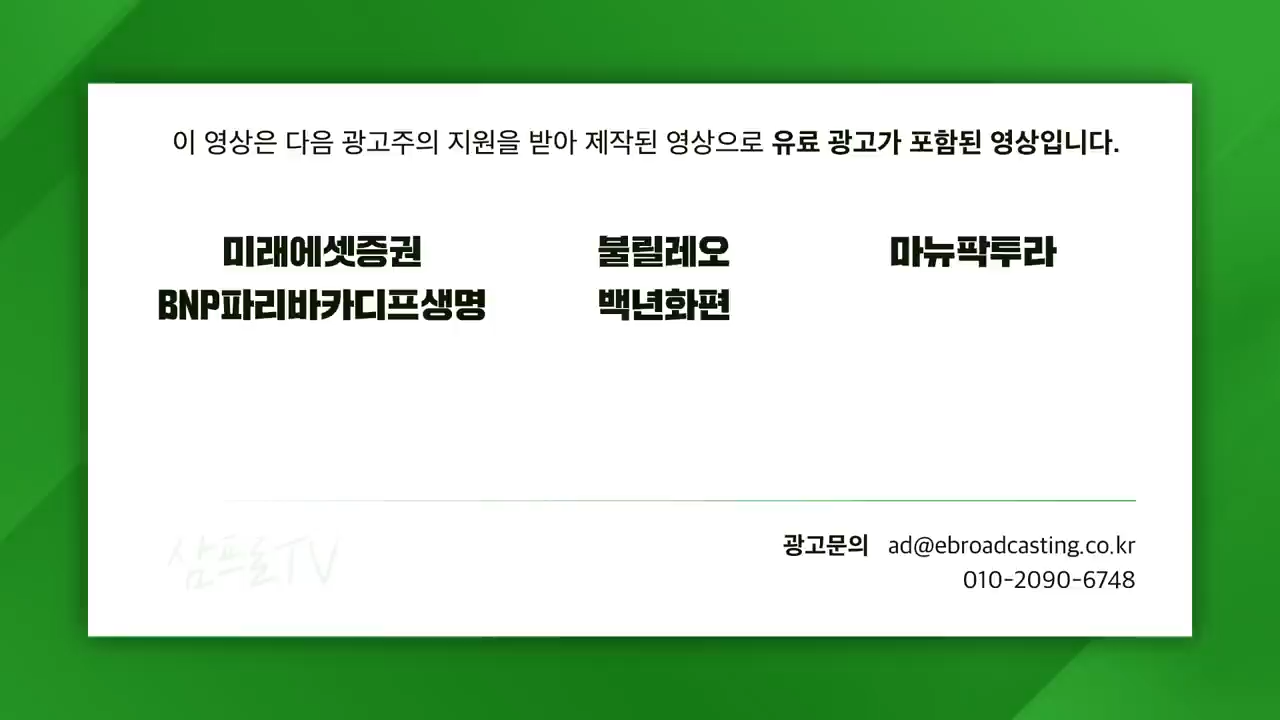 이 영상은 다음 광고주의 지원을 받아 제작된 영상으로 유료 광고가 포함된 영상입니다.
미래에셋증권 불릴레오 마뉴팍투라
BNP파리바카디프생명 백년화편
삼프로TV
광고문의 ad@ebroadcasting.co.kr
010-2090-6748